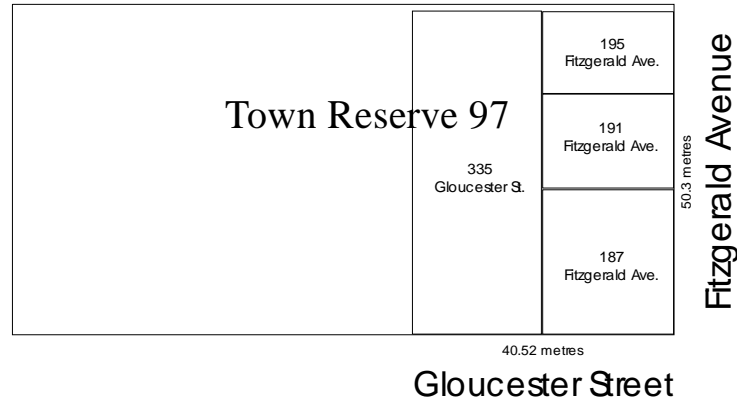 195
Fitzgerald Ave.
Town Reserve 97
191
Fitzgerald Ave.
335
Gloucester St.
50.3 metres
Fitzgerald Avenue
187
Fitzgerald Ave.
40.52 metres
Gloucester Street